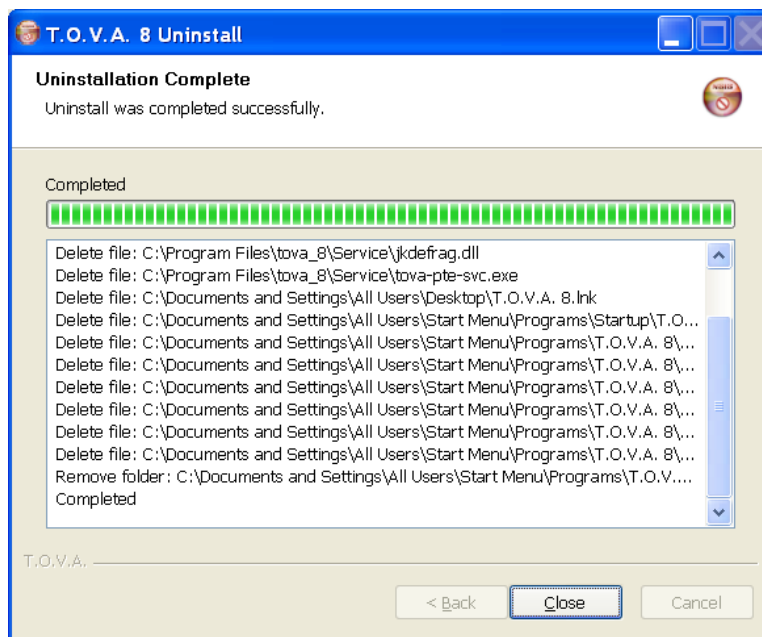 T.O.V.A. 8 Uninstall
Uninstallation Complete
Uninstall was completed successfully.
Completed
Delete file: C:\Program Files\tova_8\Service\jkdefrag.dll
Delete file: C:\Program Files\tova_8\Service\tova-pte-svc.exe
Delete file: C:\Documents and Settings\All Users\Desktop\T.O.V.A. 8.lnk
Delete file: C:\Documents and Settings\All Users\Start Menu\Programs\Startup\T.O...
Delete file: C:\Documents and Settings\All Users\Start Menu\Programs\T.O.V.A. 8\...
Delete file: C:\Documents and Settings\All Users\Start Menu\Programs\T.O.V.A. 8\...
Delete file: C:\Documents and Settings\All Users\Start Menu\Programs\T.O.V.A. 8\...
Delete file: C:\Documents and Settings\All Users\Start Menu\Programs\T.O.V.A. 8\...
Delete file: C:\Documents and Settings\All Users\Start Menu\Programs\T.O.V.A. 8\...
Delete file: C:\Documents and Settings\All Users\Start Menu\Programs\T.O.V.A. 8\...
Remove folder: C:\Documents and Settings\All Users\Start Menu\Programs\T.O.V....
Completed
T.O.V.A.
< Back
Close
Cancel